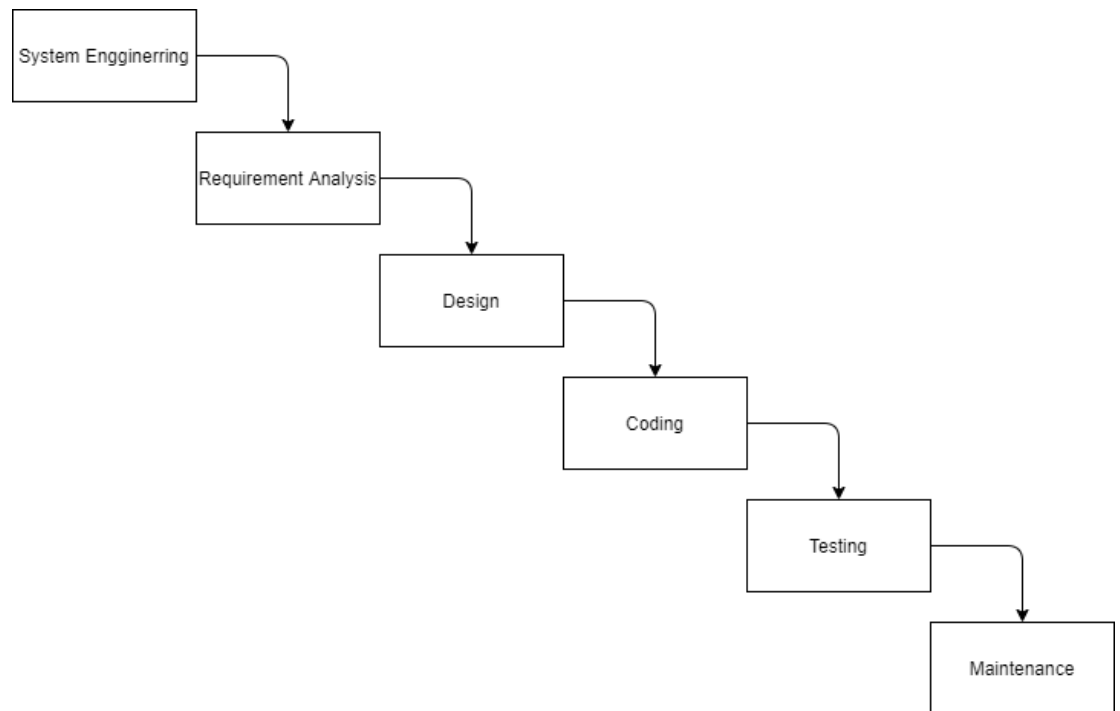 System Engginerring
Requirement Analysis
Design
Coding
Testing
Maintenance